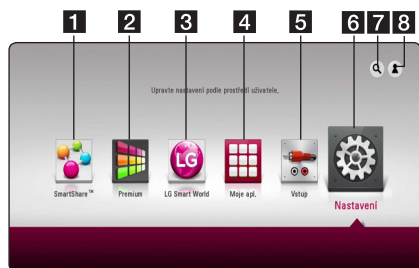 1 2 3 4 5 6 7 8
Upravte nastavení podle prostředí uživatele.
LG
SmartShare™ Premium LG Smart World Moje apl. Vstup
Nastavení